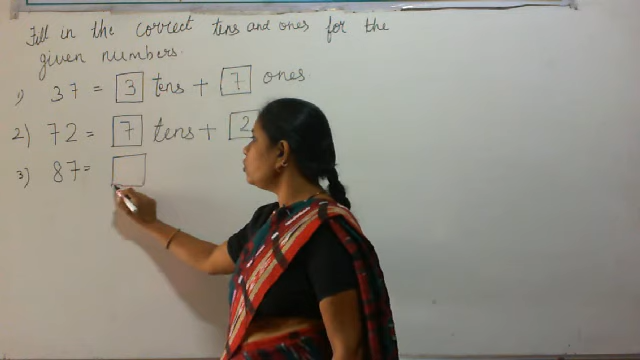 Fill in the correct tens and ones for the
given numbers.
1) 37 = 3 tens + 7 ones
2) 72 = 7 tens + 2
3) 87 =